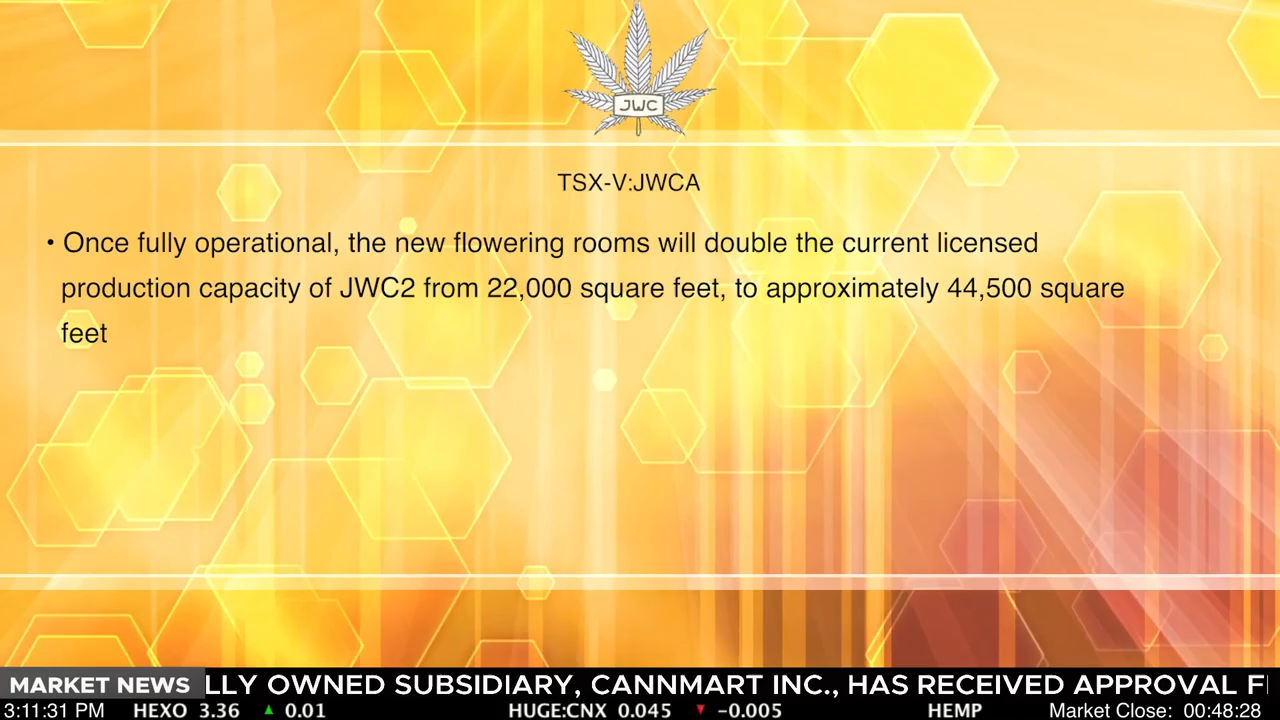 JWC
TSX-V:JWCA
• Once fully operational, the new flowering rooms will double the current licensed
production capacity of JWC2 from 22,000 square feet, to approximately 44,500 square
feet
MARKET NEWS LLY OWNED SUBSIDIARY, CANNMART INC., HAS RECEIVED APPROVAL
3:11:31 PM HEXO 3.36 ▲ 0.01 HUGE:CNX 0.045 ▼ -0.005 HEMP Market Close: 00:48:28